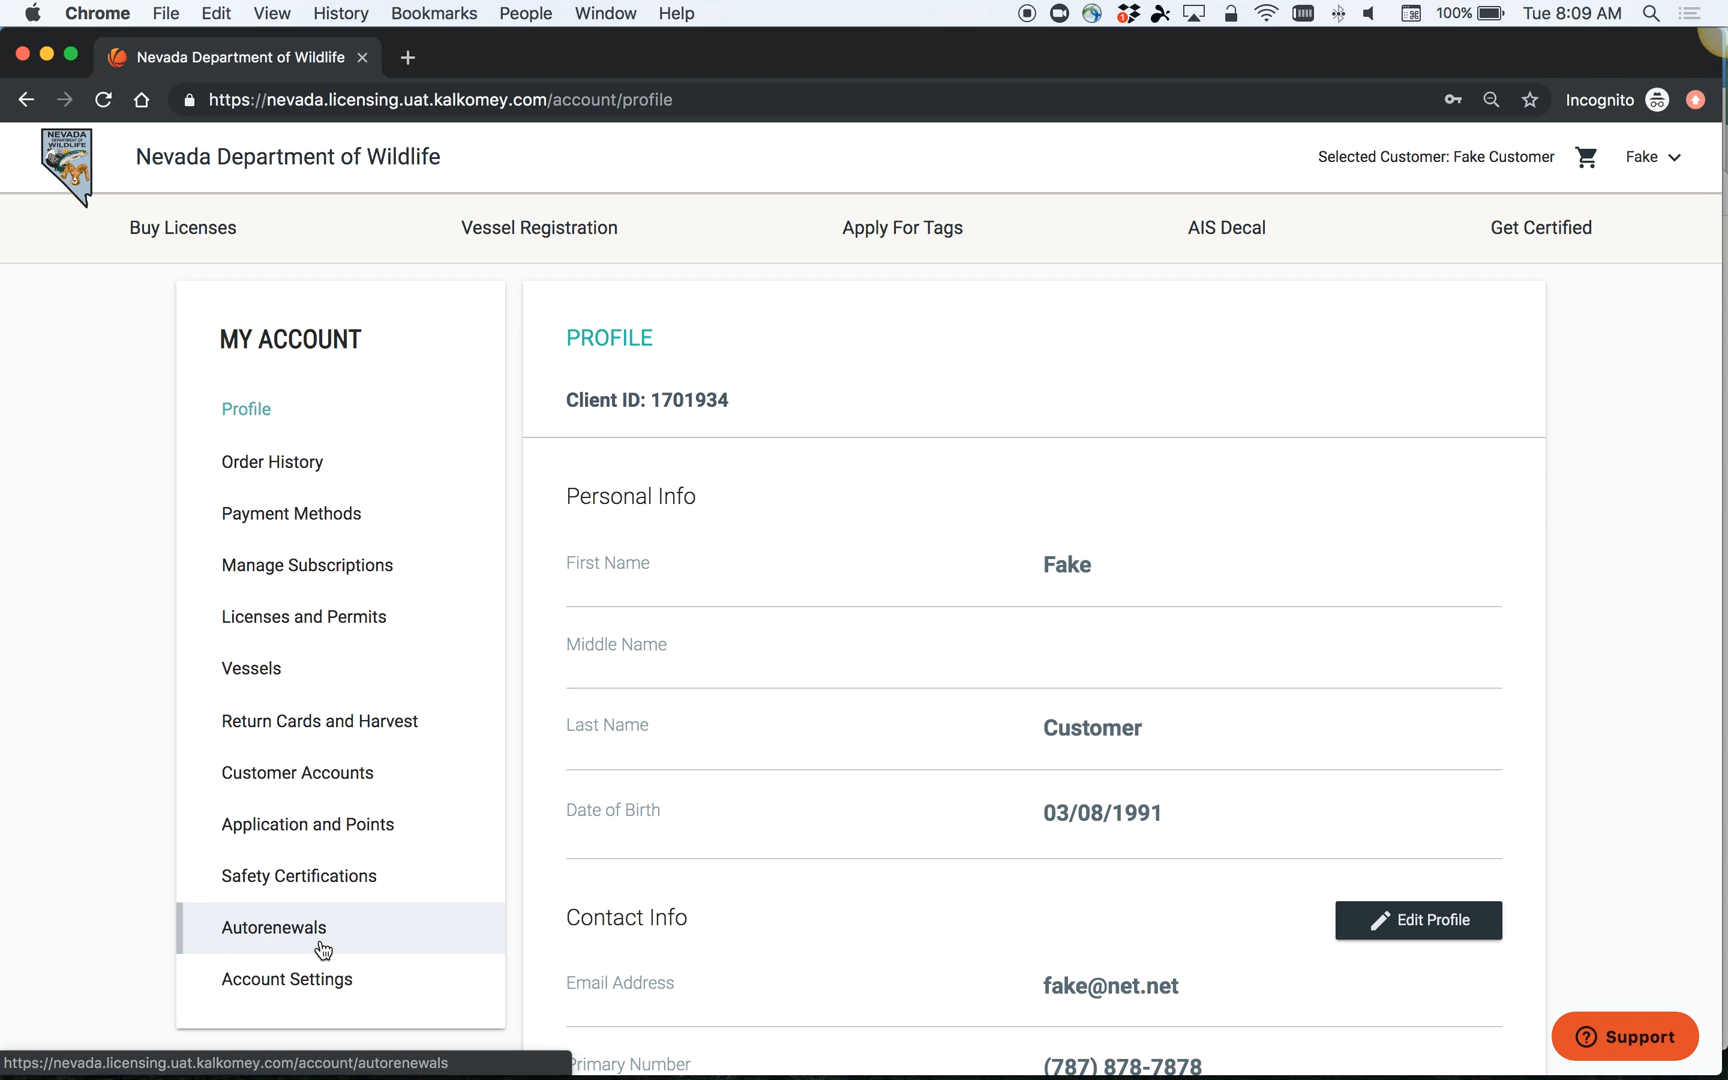 Chrome File Edit View History Bookmarks People Window Help 1 100% Tue 8:09 AM
Nevada Department of Wildlife
https://nevada.licensing.uat.kalkomey.com/account/profile Incognito
NEVADA
DEPARTMENT OF
WILDLIFE
Nevada Department of Wildlife Selected Customer: Fake Customer Fake
Buy Licenses Vessel Registration Apply For Tags AIS Decal Get Certified
MY ACCOUNT
Profile
Order History
Payment Methods
Manage Subscriptions
Licenses and Permits
Vessels
Return Cards and Harvest
Customer Accounts
Application and Points
Safety Certifications
Autorenewals
Account Settings
PROFILE
Client ID: 1701934
Personal Info
First Name Fake
Middle Name
Last Name Customer
Date of Birth 03/08/1991
Contact Info Edit Profile
Email Address fake@net.net
Primary Number (787) 878-7878
Support
https://nevada.licensing.uat.kalkomey.com/account/autorenewals